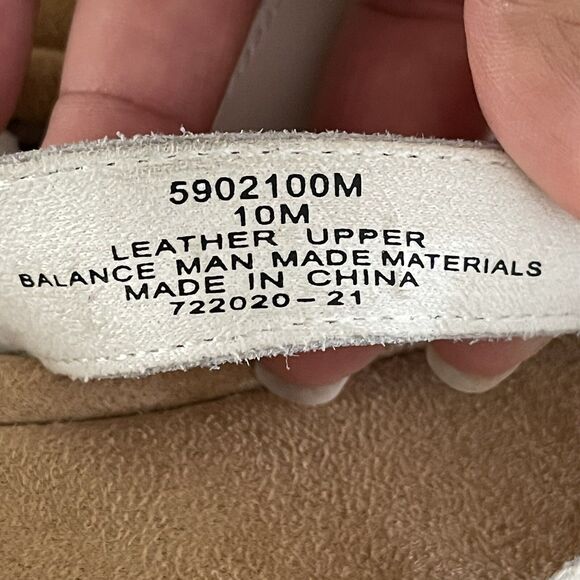 5902100M
10M
LEATHER UPPER
BALANCE MAN MADE MATERIALS
MADE IN CHINA
722020-21